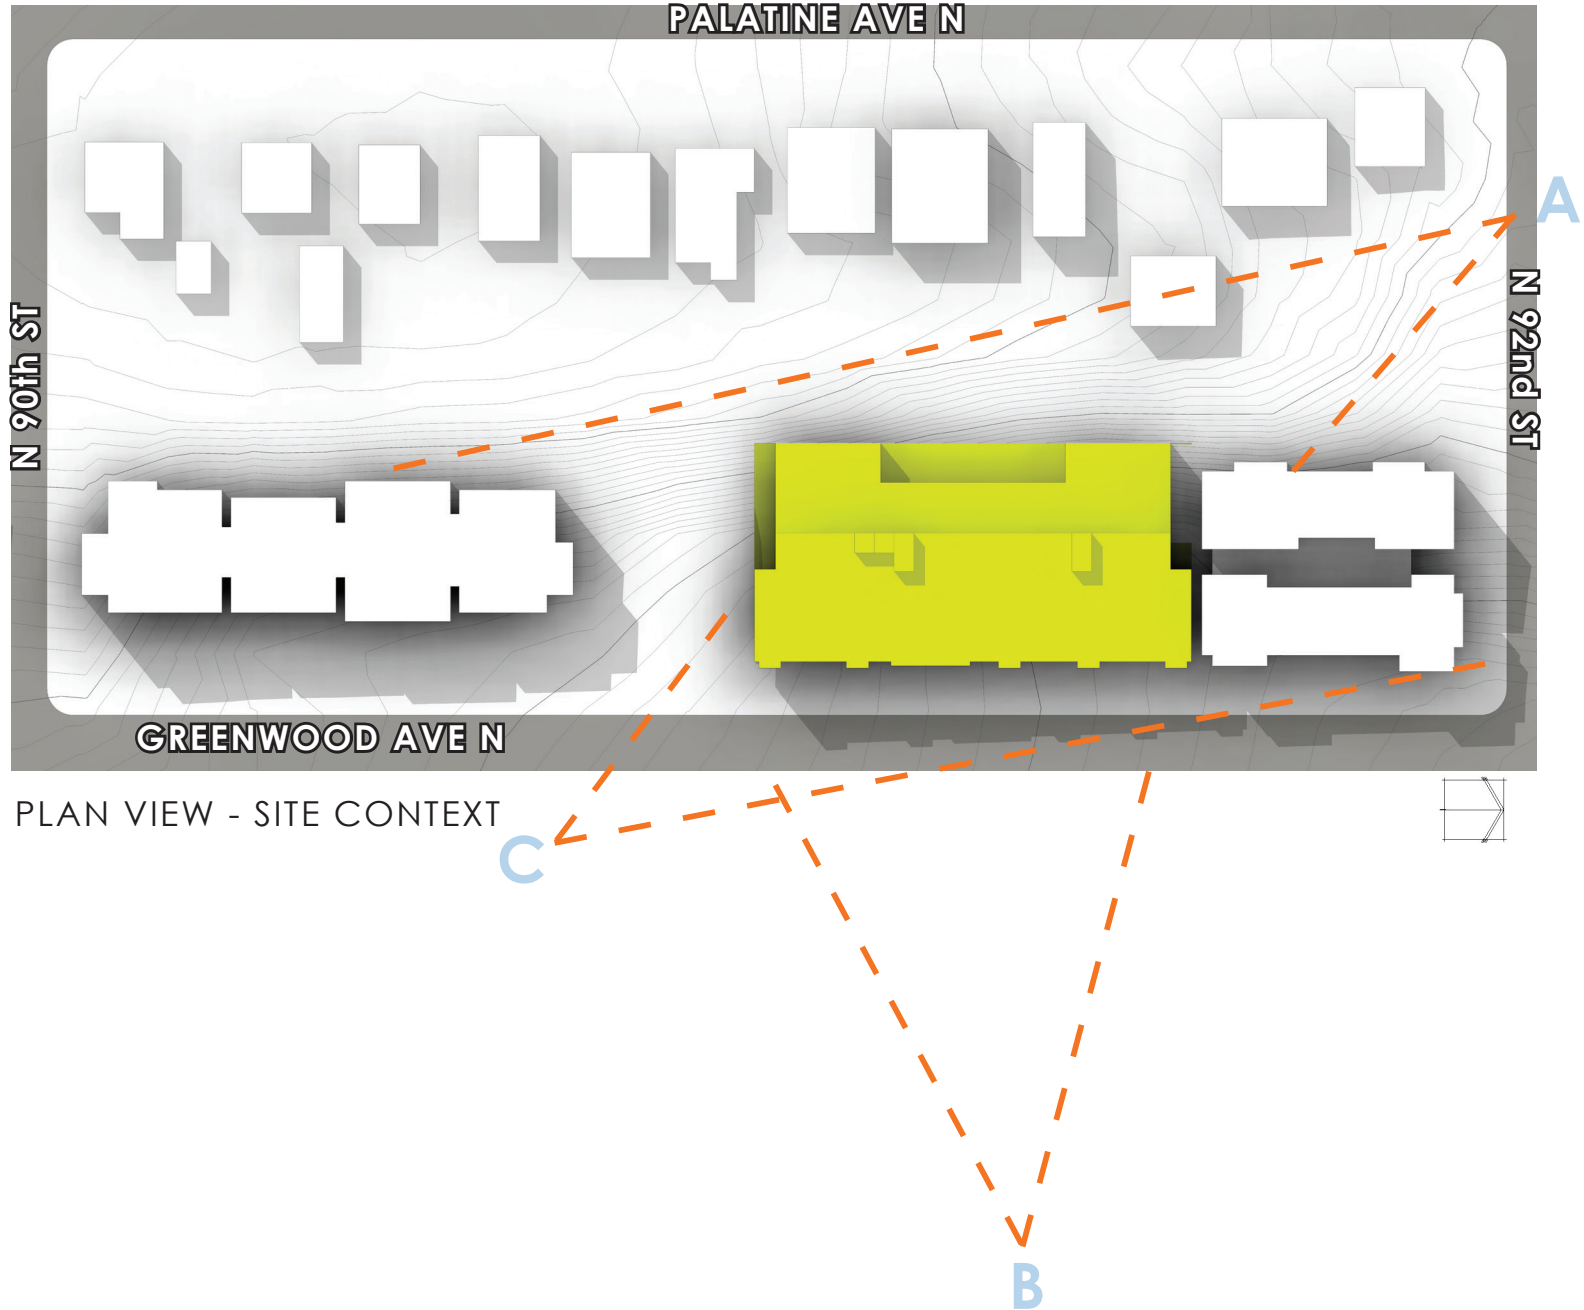 PALATINE AVE N
A
N 90th ST
N 92nd ST
GREENWOOD AVE N
PLAN VIEW - SITE CONTEXT
C
B